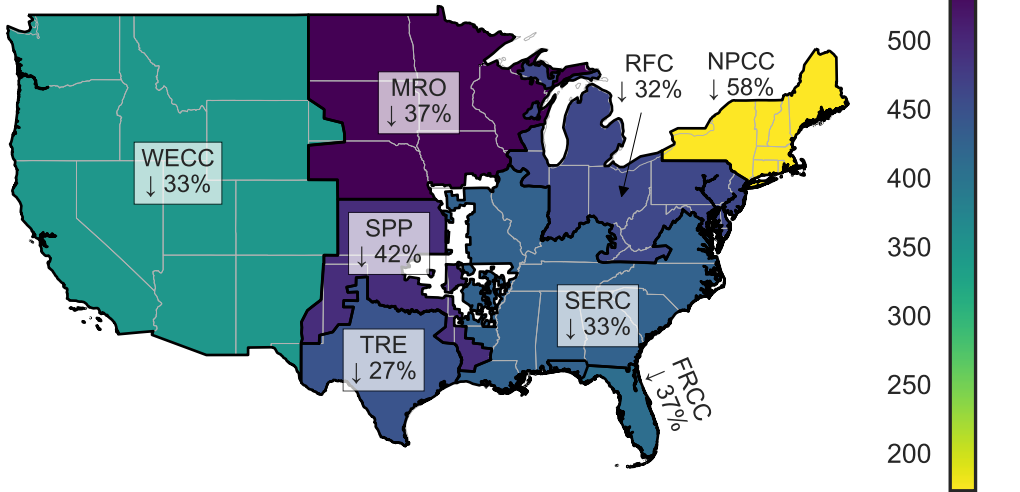 MRO
↓ 37%
RFC
↓ 32%
NPCC
↓ 58%
WECC
↓ 33%
SPP
↓ 42%
SERC
↓ 33%
TRE
↓ 27%
FRCC
↓ 37%
500
450
400
350
300
250
200